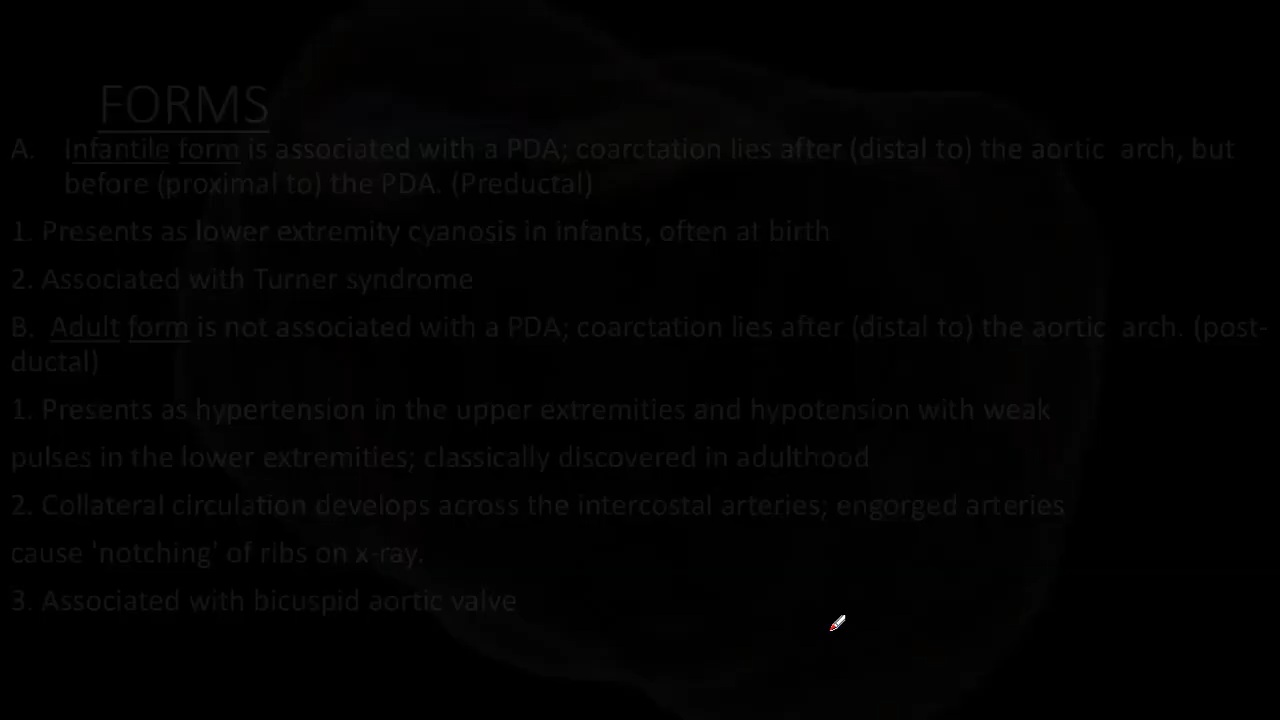 FORMS
A. Infantile form is associated with a PDA; coarctation lies after (distal to) the aortic arch, but
before (proximal to) the PDA. (Preductal)
1. Presents as lower extremity cyanosis in infants, often at birth
2. Associated with Turner syndrome
B. Adult form is not associated with a PDA; coarctation lies after (distal to) the aortic arch. (post-
ductal)
1. Presents as hypertension in the upper extremities and hypotension with weak
pulses in the lower extremities; classically discovered in adulthood
2. Collateral circulation develops across the intercostal arteries; engorged arteries
cause 'notching' of ribs on x-ray.
3. Associated with bicuspid aortic valve